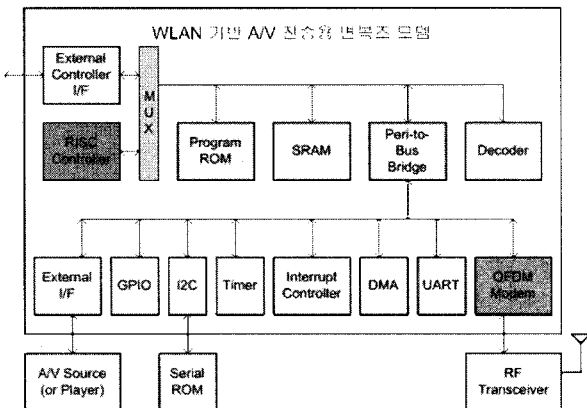 WLAN 기반 A/V 전송용 변복조 모뎀
External
Controller
I/F
M
U
X
RISC
Controller
Program
ROM
SRAM
Peri-to-
Bus
Bridge
Decoder
External
I/F
GPIO
I2C
Timer
Interrupt
Controller
DMA
UART
OFDM
Modem
A/V Source
(or Player)
Serial
ROM
RF
Transceiver